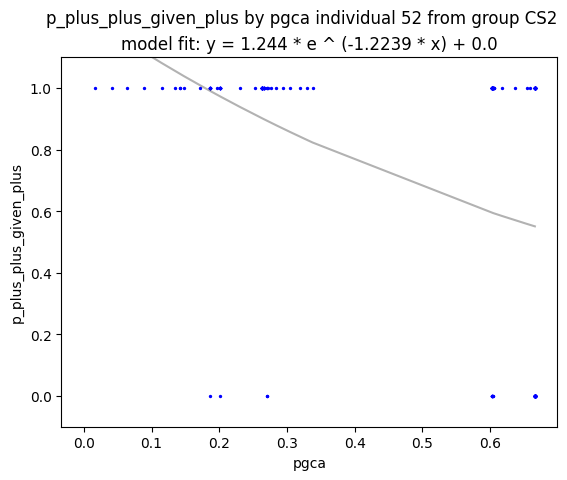 p_plus_plus_given_plus by pgca individual 52 from group CS2
model fit: y = 1.244 * e ^ (-1.2239 * x) + 0.0
1.0
0.8
0.6
0.4
0.2
0.0
p_plus_plus_given_plus
0.0 0.1 0.2 0.3 0.4 0.5 0.6
pgca